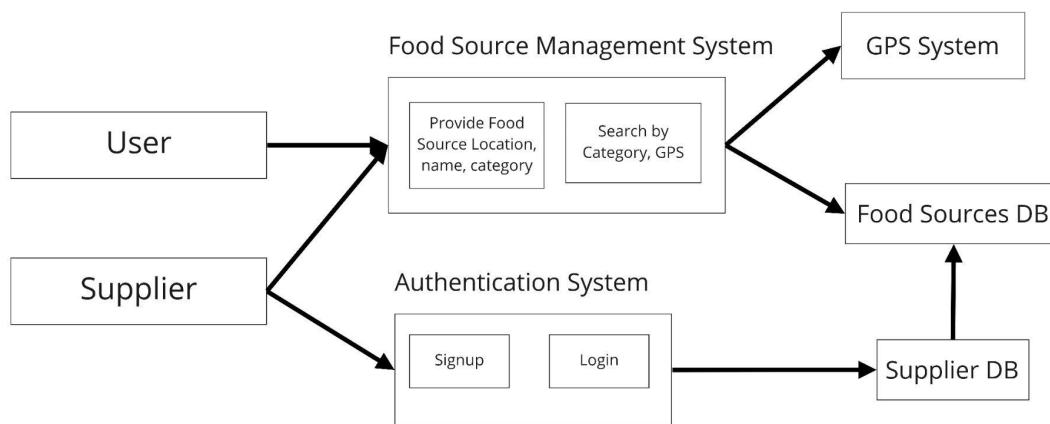 Food Source Management System
GPS System
User
Provide Food
Source Location,
name, category
Search by
Category, GPS
Food Sources DB
Supplier
Authentication System
Signup
Login
Supplier DB